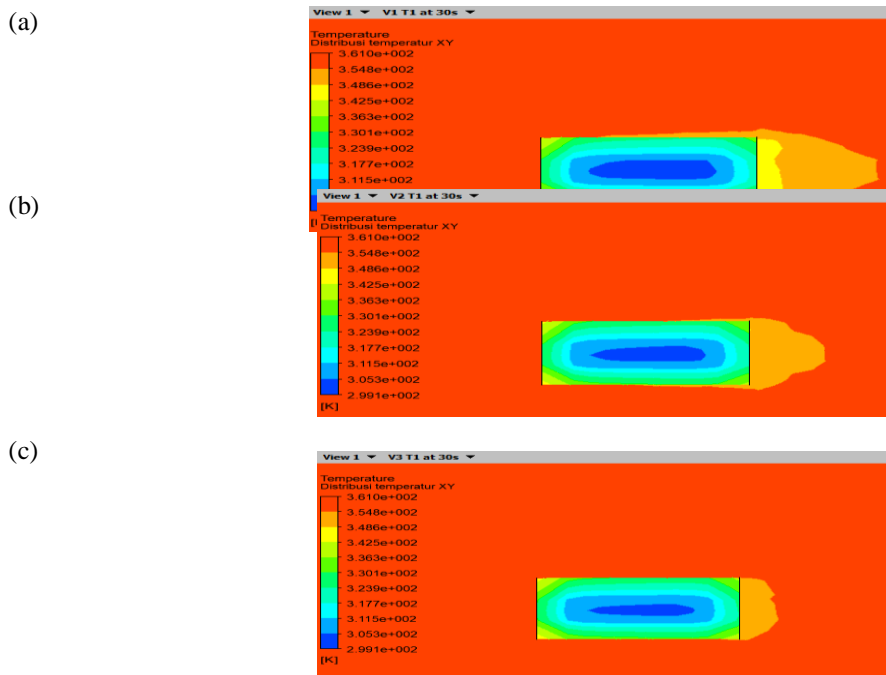 (a)
View 1 ▼ V1 T1 at 30s ▼
Temperature
Distribusi temperatur XY
3.610e+002
3.548e+002
3.486e+002
3.425e+002
3.363e+002
3.301e+002
3.239e+002
3.177e+002
3.115e+002
(b)
View 1 ▼ V2 T1 at 30s ▼
Temperature
Distribusi temperatur XY
3.610e+002
3.548e+002
3.486e+002
3.425e+002
3.363e+002
3.301e+002
3.239e+002
3.177e+002
3.115e+002
3.053e+002
2.991e+002
[K]
(c)
View 1 ▼ V3 T1 at 30s ▼
Temperature
Distribusi temperatur XY
3.610e+002
3.548e+002
3.486e+002
3.425e+002
3.363e+002
3.301e+002
3.239e+002
3.177e+002
3.115e+002
3.053e+002
2.991e+002
[K]